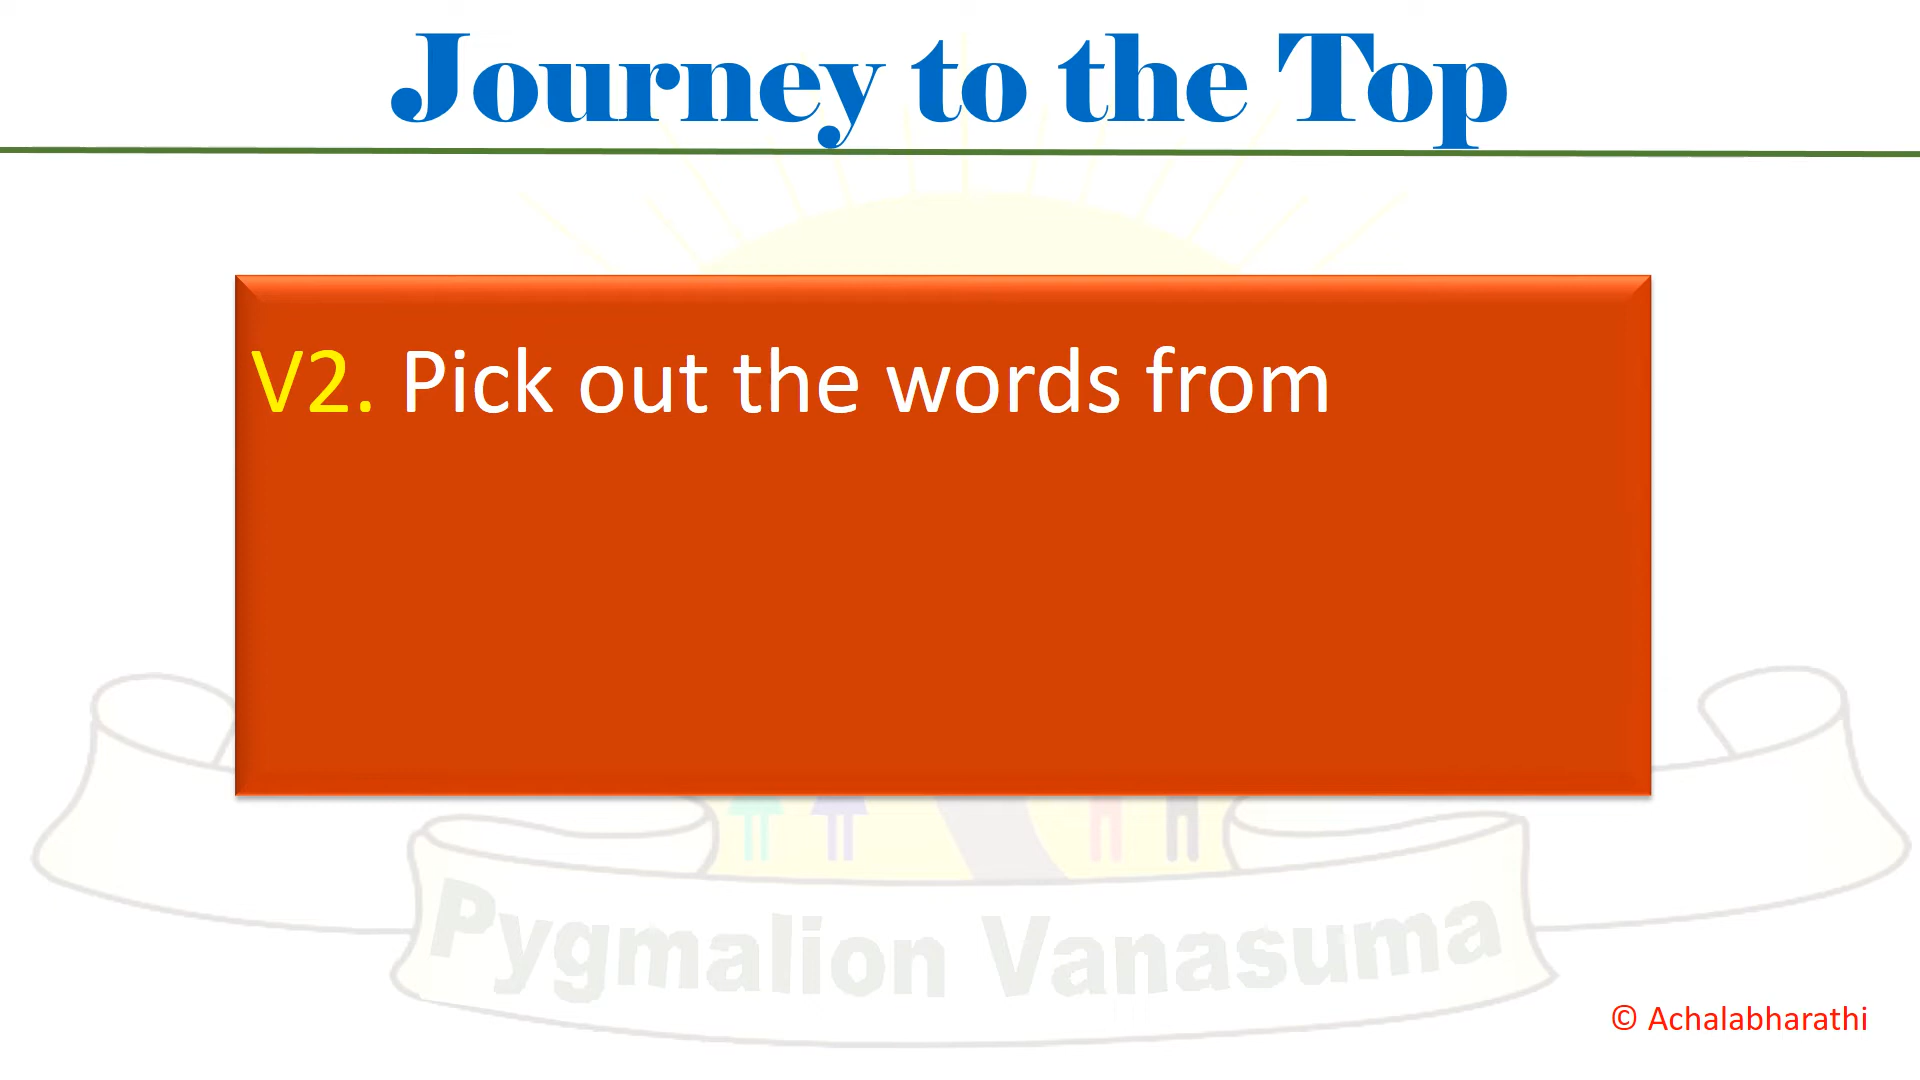 Journey to the Top
V2. Pick out the words from
Pygmalion Vanasuma
© Achalabharathi